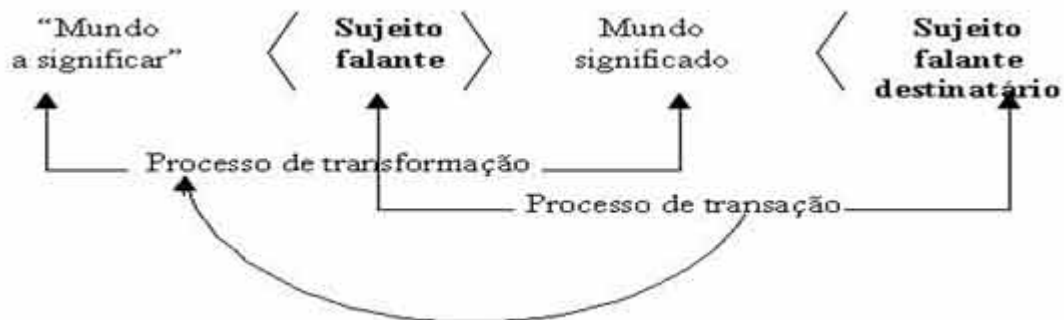 “Mundo
a significar”
Sujeito
falante
Mundo
significado
Sujeito
falante
destinatário
Processo de transformação
Processo de transação